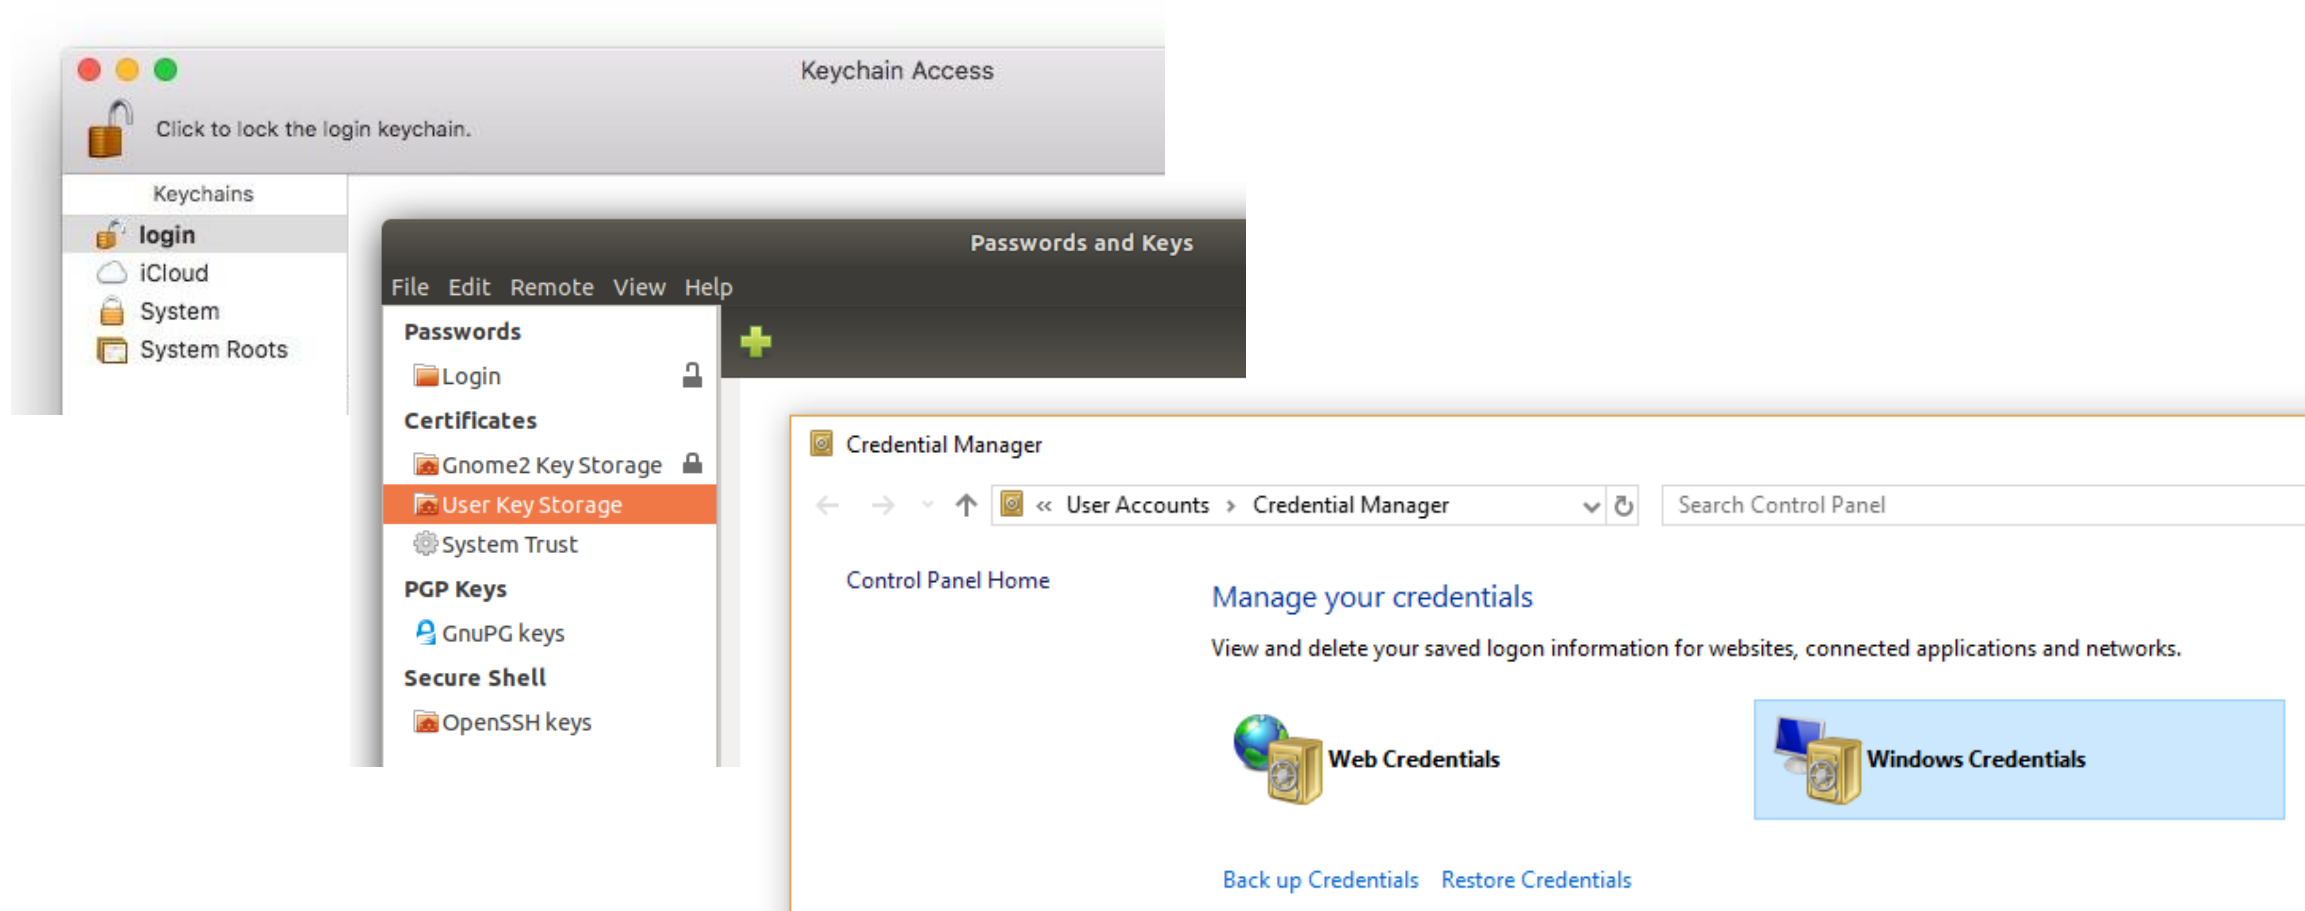 Keychain Access
Click to lock the login keychain.
Keychains
login
iCloud
System
System Roots
Passwords and Keys
File Edit Remote View Help
Passwords
Login
Certificates
Gnome2 Key Storage
User Key Storage
System Trust
PGP Keys
GnuPG keys
Secure Shell
OpenSSH keys
Credential Manager
« User Accounts › Credential Manager
Search Control Panel
Control Panel Home
Manage your credentials
View and delete your saved logon information for websites, connected applications and networks.
Web Credentials
Windows Credentials
Back up Credentials Restore Credentials